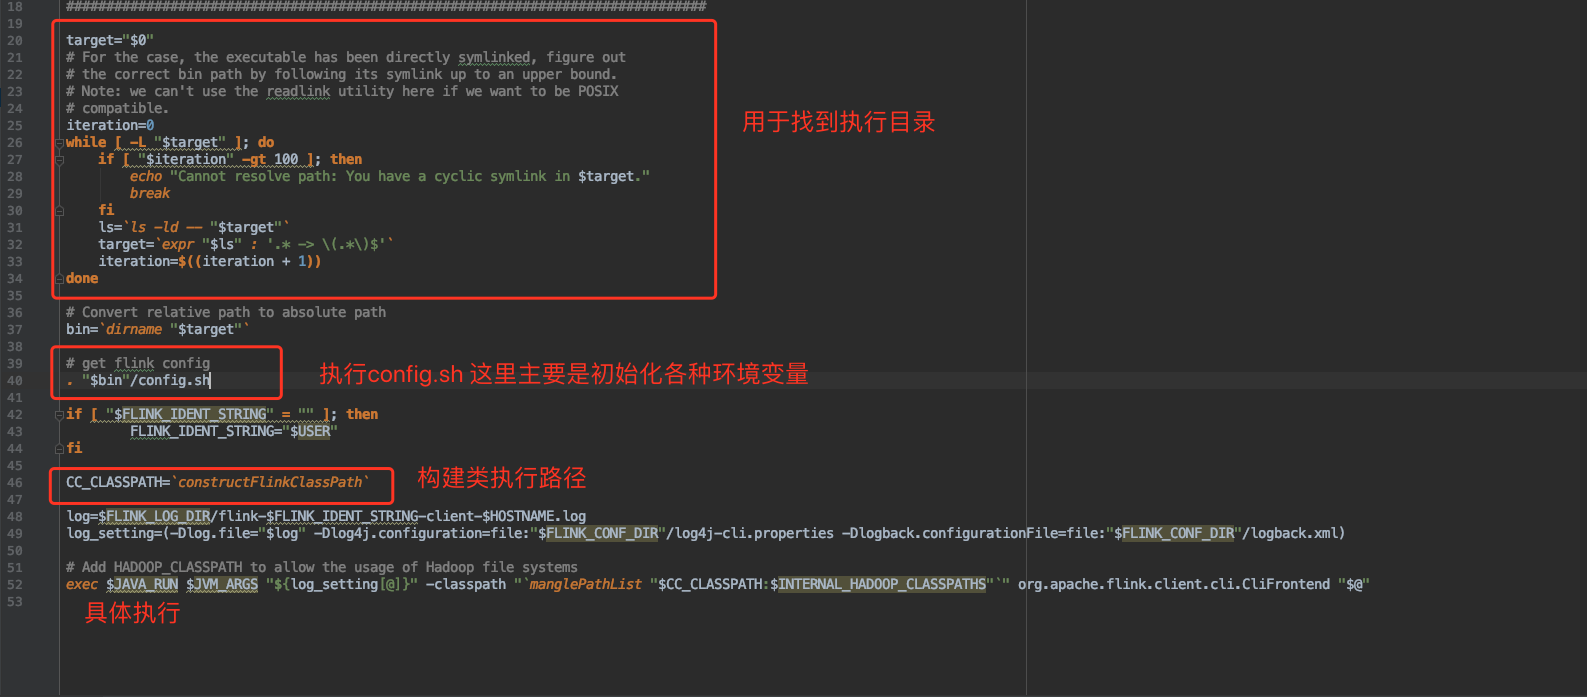 18 ###############################################################################
19
20 target="$0"
21 # For the case, the executable has been directly symlinked, figure out
22 # the correct bin path by following its symlink up to an upper bound.
23 # Note: we can't use the readlink utility here if we want to be POSIX
24 # compatible.
25 iteration=0
用于找到执行目录
26 while [ -L "$target" ]; do
27     if [ "$iteration" -gt 100 ]; then
28         echo "Cannot resolve path: You have a cyclic symlink in $target."
29         break
30     fi
31     ls=`ls -ld -- "$target"`
32     target=`expr "$ls" : '.* -> \(.*\)$'`
33     iteration=$((iteration + 1))
34 done
35
36 # Convert relative path to absolute path
37 bin=`dirname "$target"`
38
39 # get flink config
40 . "$bin"/config.sh
执行config.sh 这里主要是初始化各种环境变量
41
42 if [ "$FLINK_IDENT_STRING" = "" ]; then
43         FLINK_IDENT_STRING="$USER"
44 fi
45
46 CC_CLASSPATH=`constructFlinkClassPath`
构建类执行路径
47
48 log=$FLINK_LOG_DIR/flink-$FLINK_IDENT_STRING-client-$HOSTNAME.log
49 log_setting=(-Dlog.file="$log" -Dlog4j.configuration=file:"$FLINK_CONF_DIR"/log4j-cli.properties -Dlogback.configurationFile=file:"$FLINK_CONF_DIR"/logback.xml)
50
51 # Add HADOOP_CLASSPATH to allow the usage of Hadoop file systems
52 exec $JAVA_RUN $JVM_ARGS "${log_setting[@]}" -classpath "`manglePathList "$CC_CLASSPATH:$INTERNAL_HADOOP_CLASSPATHS"`" org.apache.flink.client.cli.CliFrontend "$@"
53
具体执行